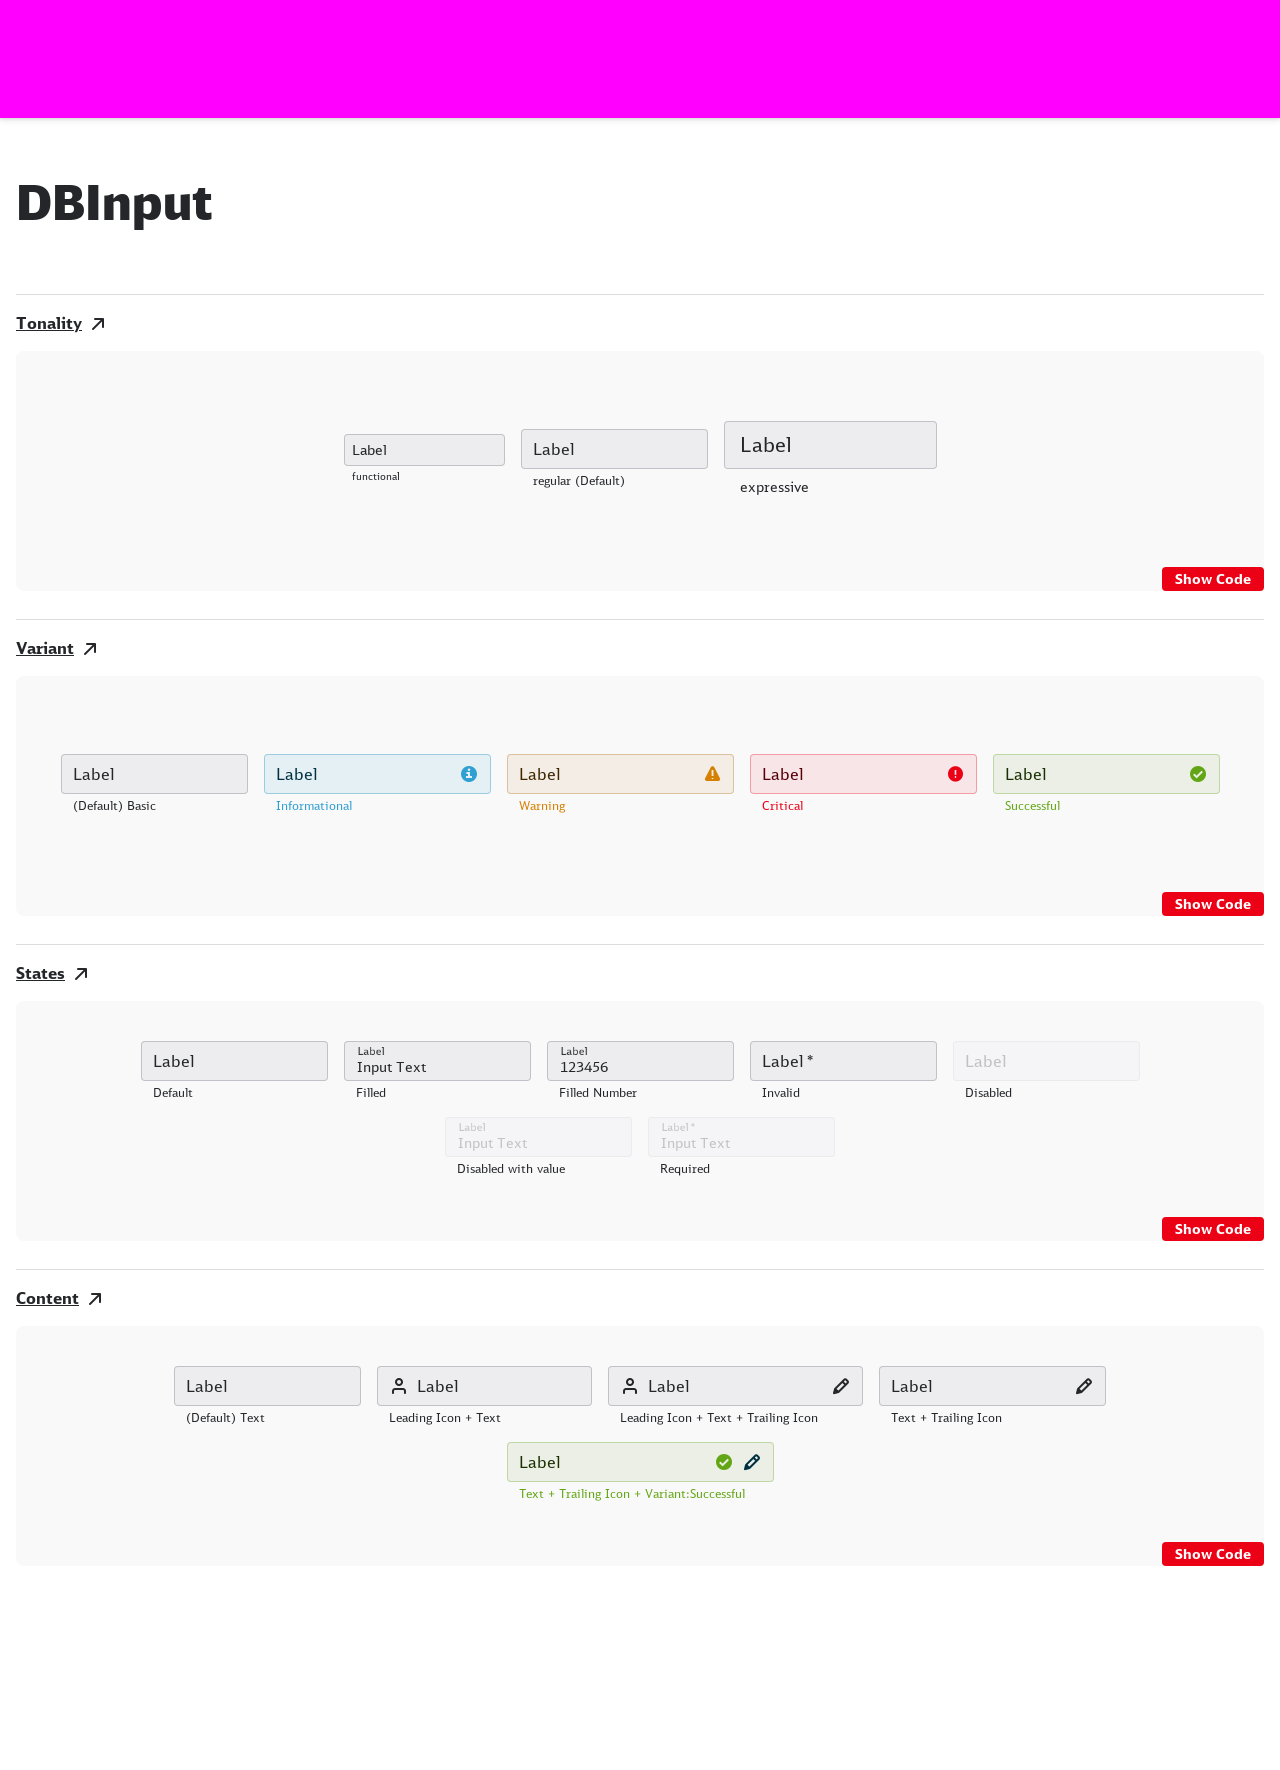 DBInput
Tonality
Label Label Label
functional regular (Default) expressive
Show Code
Variant
Label Label Label Label Label
(Default) Basic Informational Warning Critical Successful
Show Code
States
Label Label Label Label * Label
Input Text 123456
Default Filled Filled Number Invalid Disabled
Label Label *
Input Text Input Text
Disabled with value Required
Show Code
Content
Label Label Label Label
(Default) Text Leading Icon + Text Leading Icon + Text + Trailing Icon Text + Trailing Icon
Label
Text + Trailing Icon + Variant:Successful
Show Code